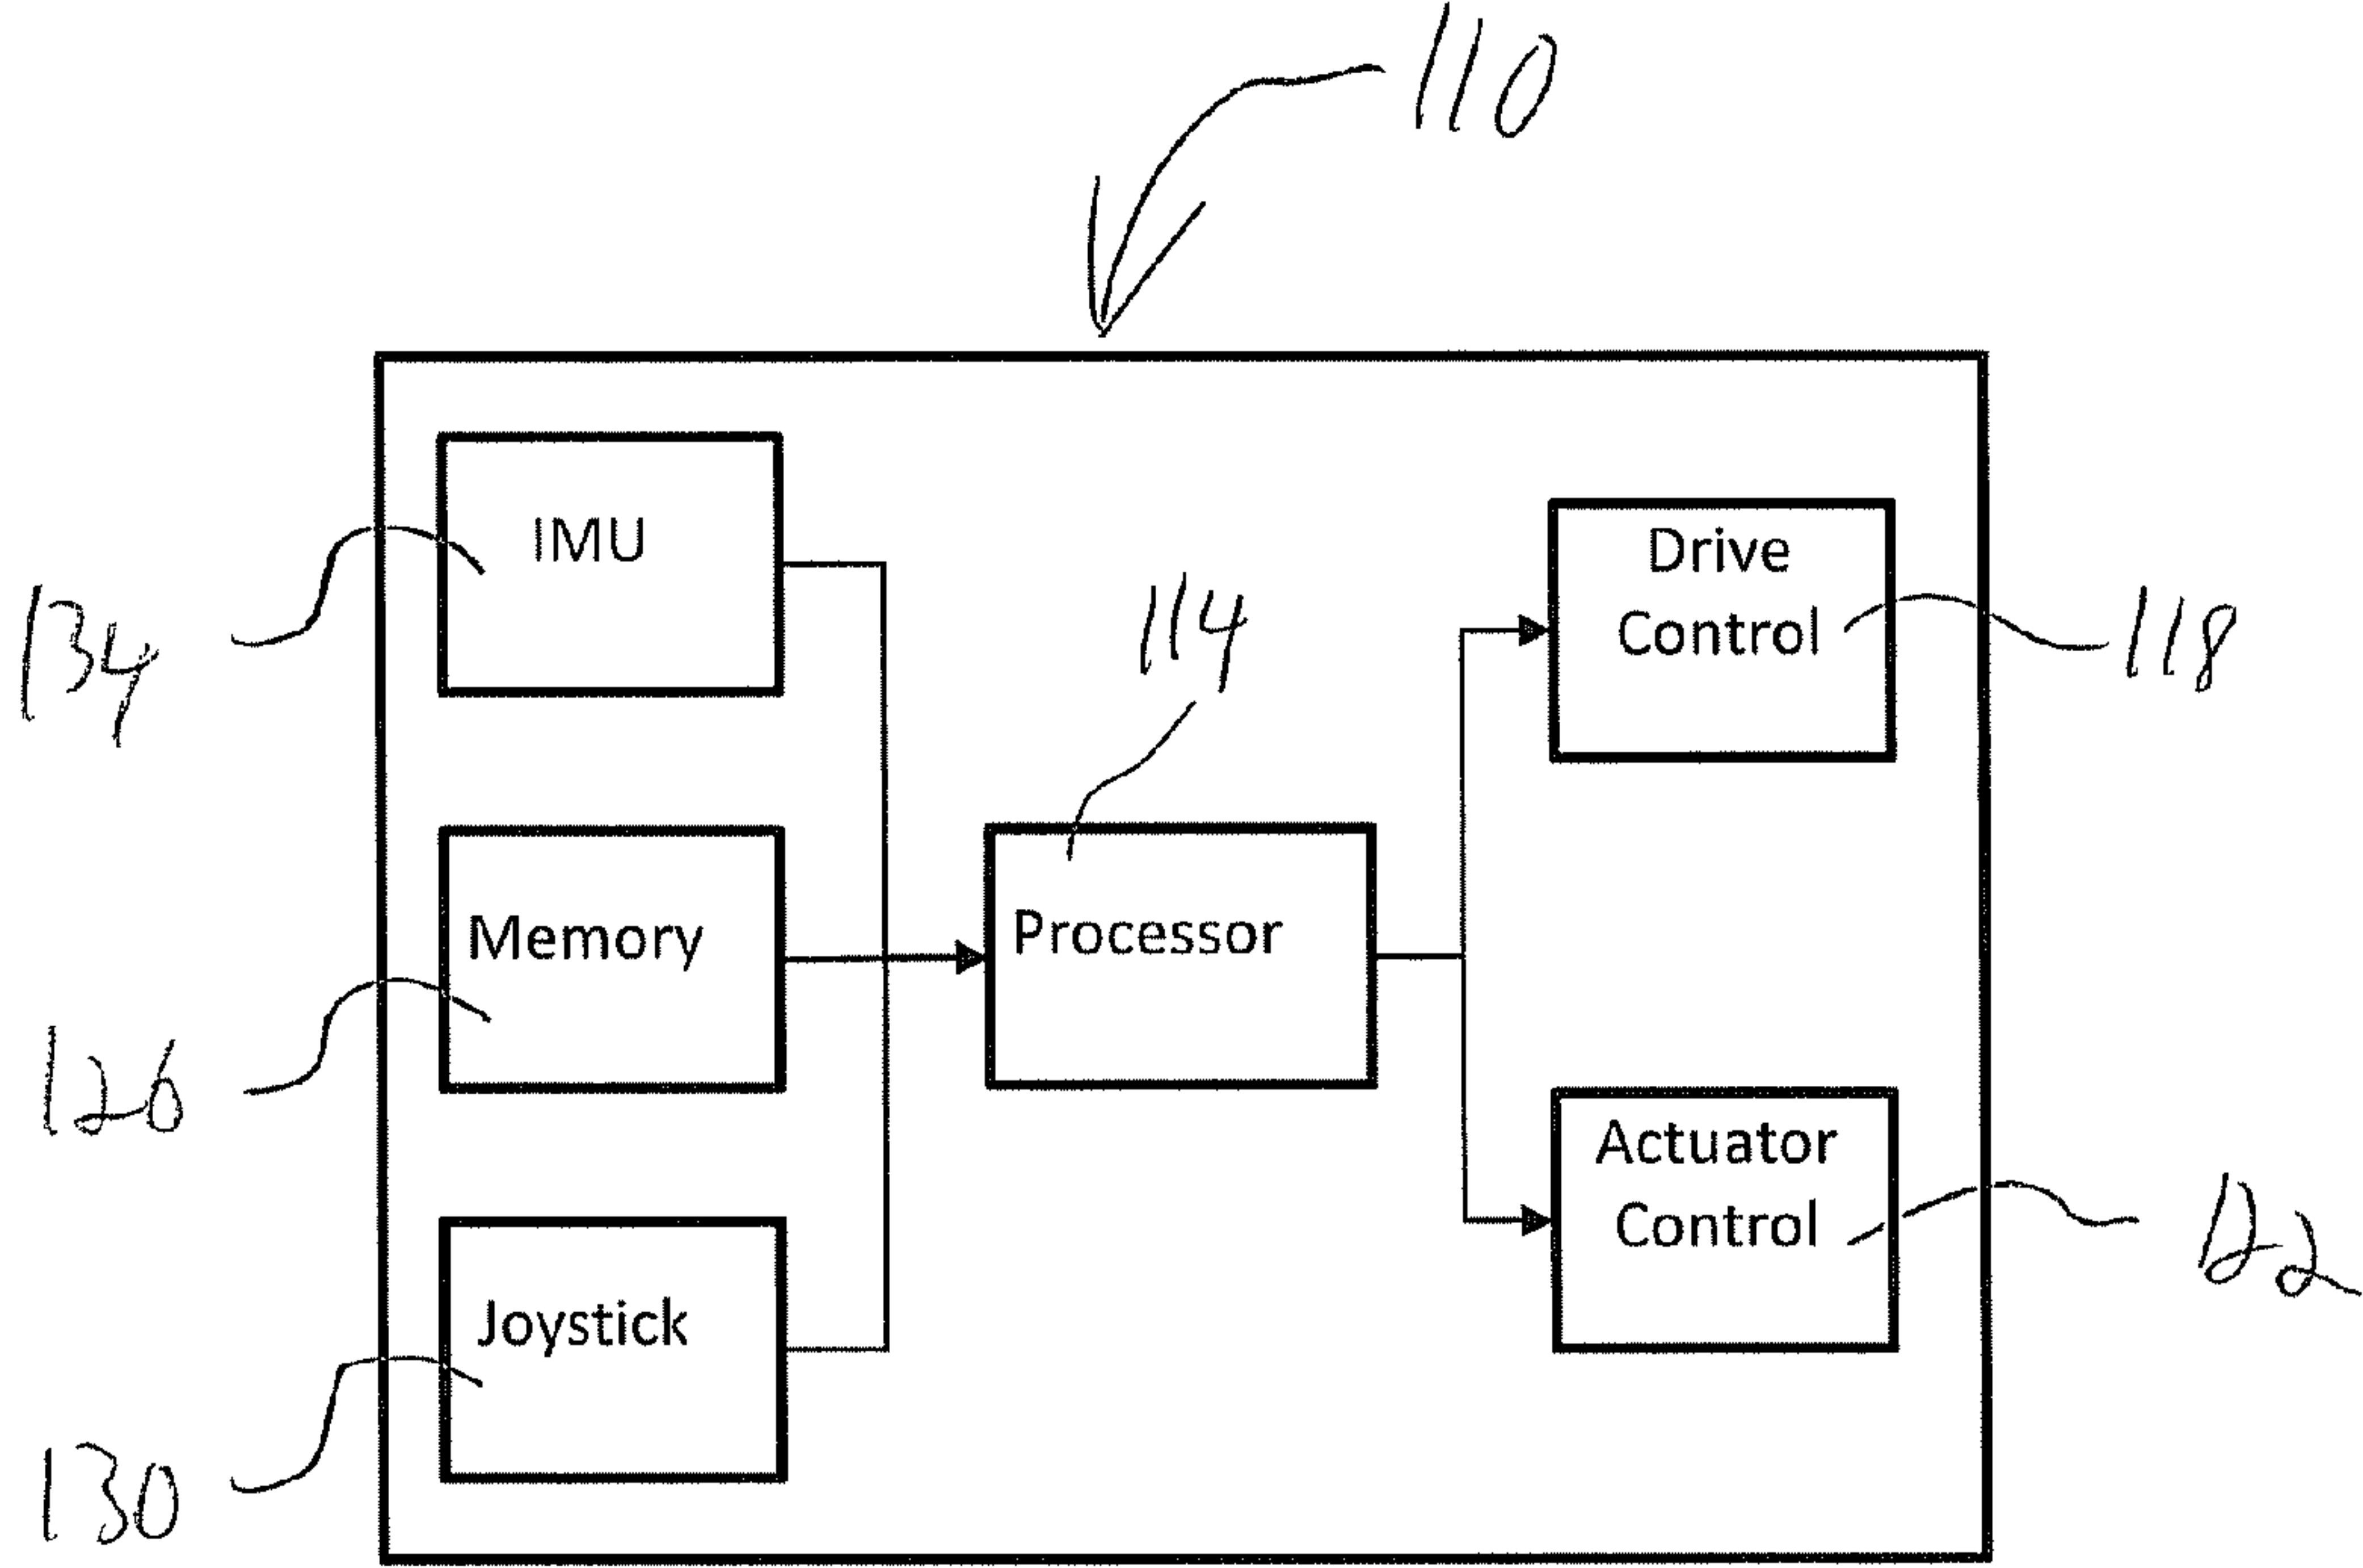 110
IMU
134
114
Drive
Control
118
Memory
126
Processor
Actuator
Control
122
Joystick
130